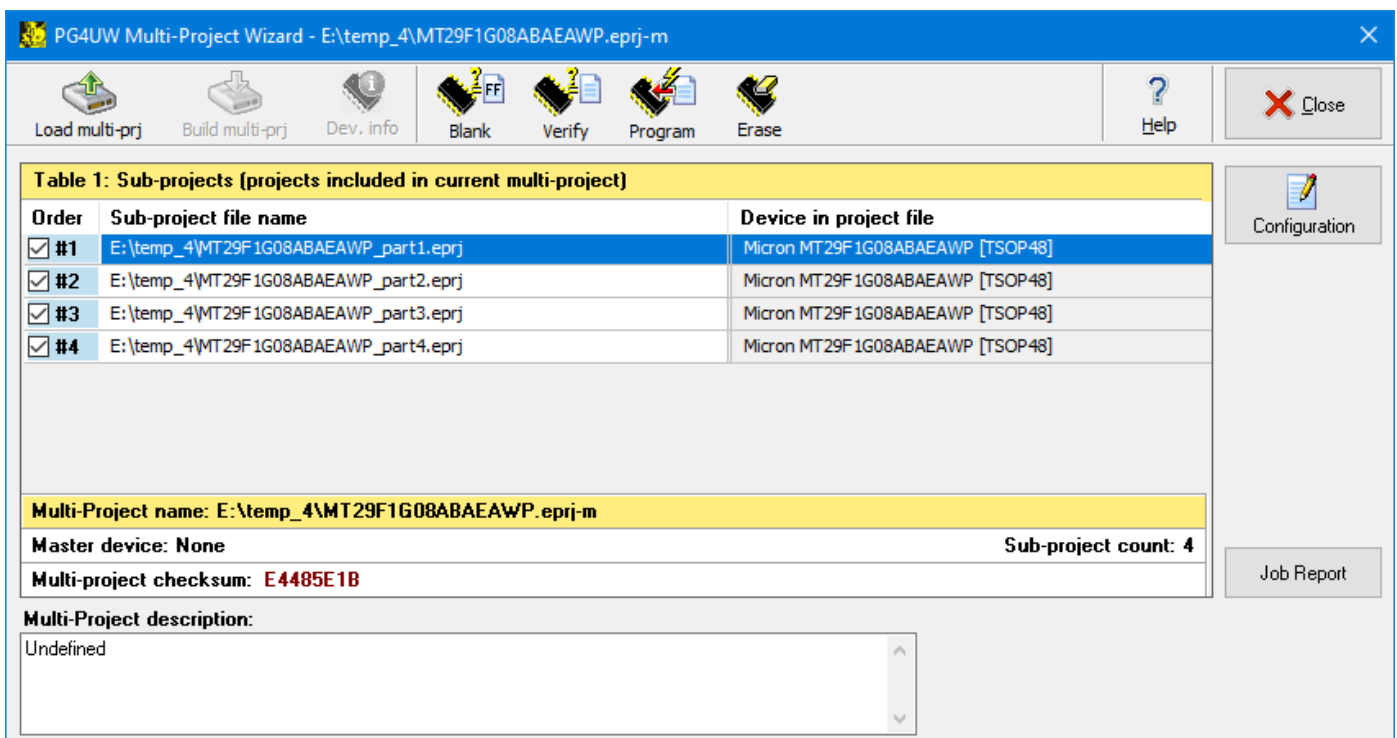 PG4UW Multi-Project Wizard - E:\temp_4\MT29F1G08ABAEAWP.eprj-m
Load multi-prj Build multi-prj Dev. info Blank Verify Program Erase Help Close
FF
Table 1: Sub-projects (projects included in current multi-project)
Order Sub-project file name Device in project file
#1 E:\temp_4\MT29F1G08ABAEAWP_part1.eprj Micron MT29F1G08ABAEAWP [TSOP48]
#2 E:\temp_4\MT29F1G08ABAEAWP_part2.eprj Micron MT29F1G08ABAEAWP [TSOP48]
#3 E:\temp_4\MT29F1G08ABAEAWP_part3.eprj Micron MT29F1G08ABAEAWP [TSOP48]
#4 E:\temp_4\MT29F1G08ABAEAWP_part4.eprj Micron MT29F1G08ABAEAWP [TSOP48]
Configuration
Multi-Project name: E:\temp_4\MT29F1G08ABAEAWP.eprj-m
Master device: None Sub-project count: 4
Multi-project checksum: E4485E1B
Job Report
Multi-Project description:
Undefined